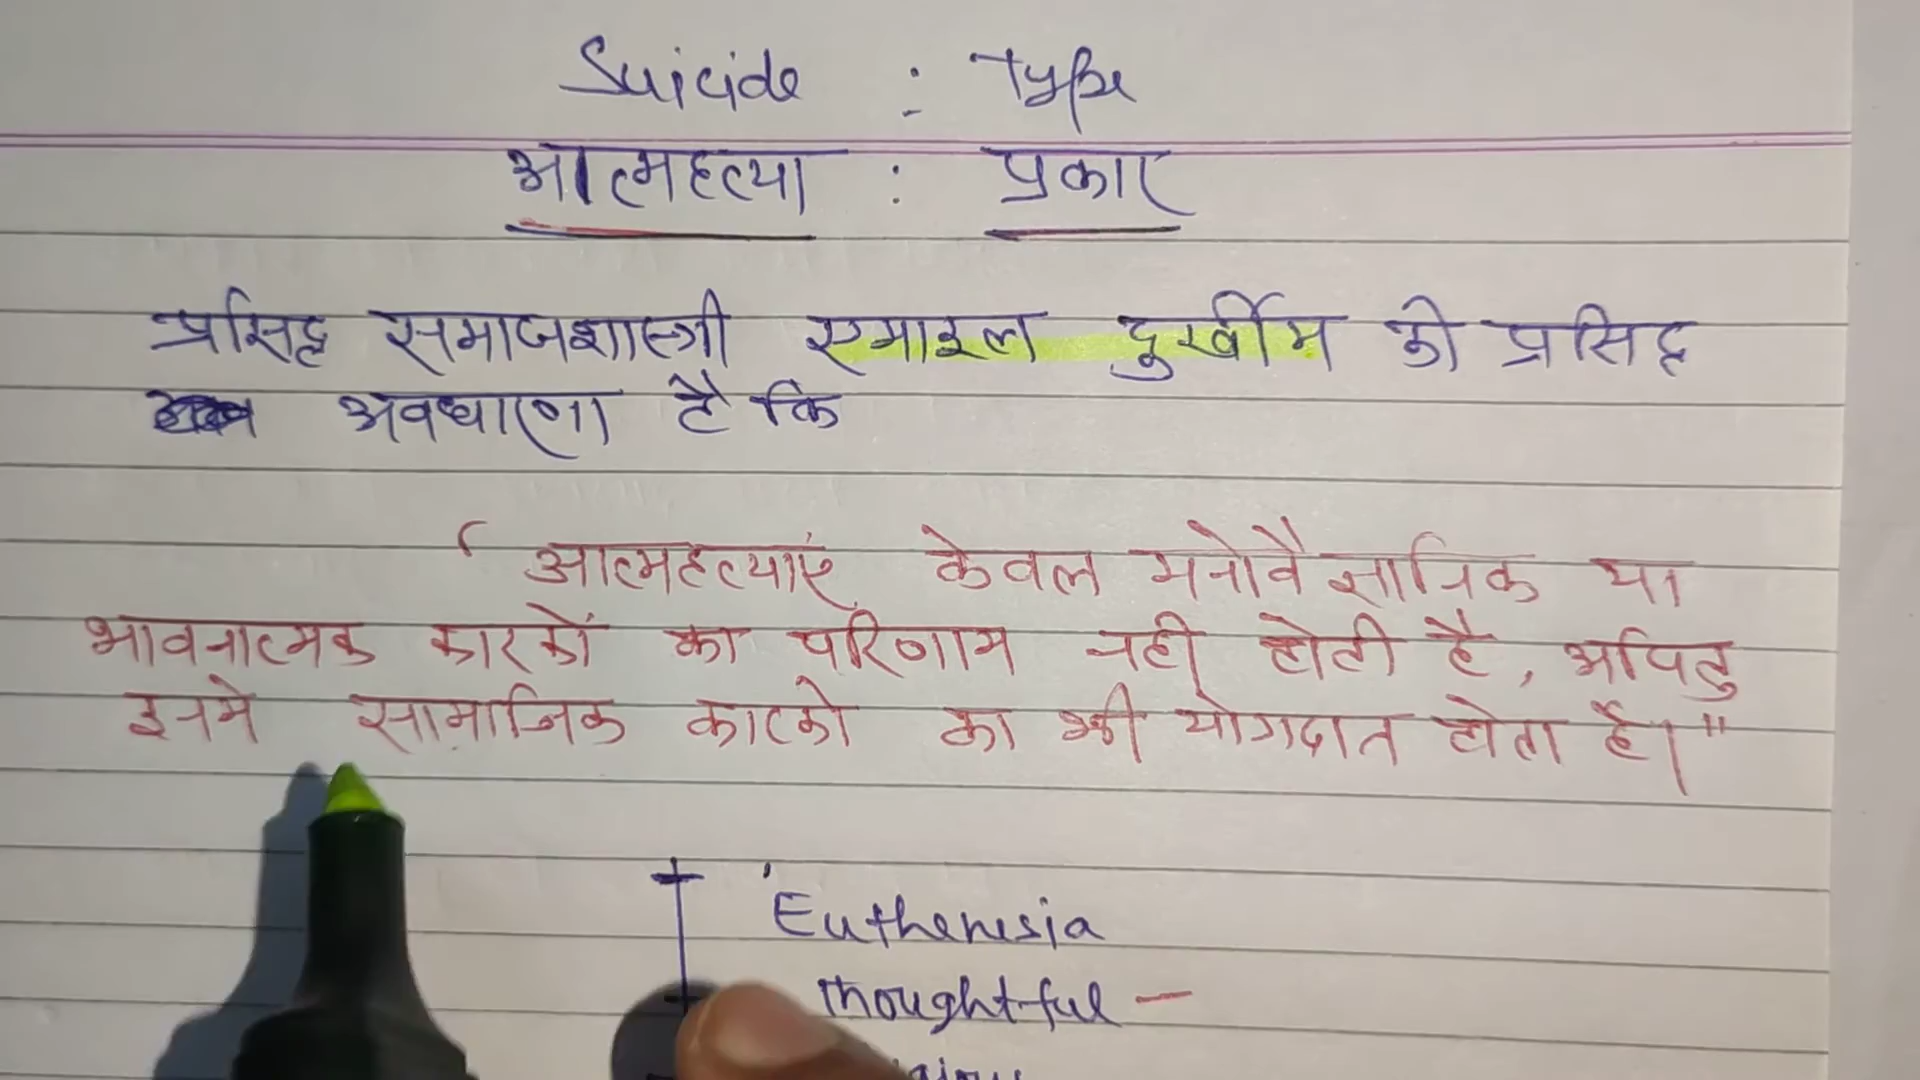 Suicide : Type
आत्महत्या : प्रकार
प्रसिद्ध समाजशास्त्री एमाइल दुर्खीम की प्रसिद्ध
अवधारणा है कि
"आत्महत्याएं केवल मनोवैज्ञानिक या
भावनात्मक कारकों का परिणाम नही होती है, अपितु
इनमे सामाजिक कारको का भी योगदान होता है।"
Euthenesia
thoughtful —